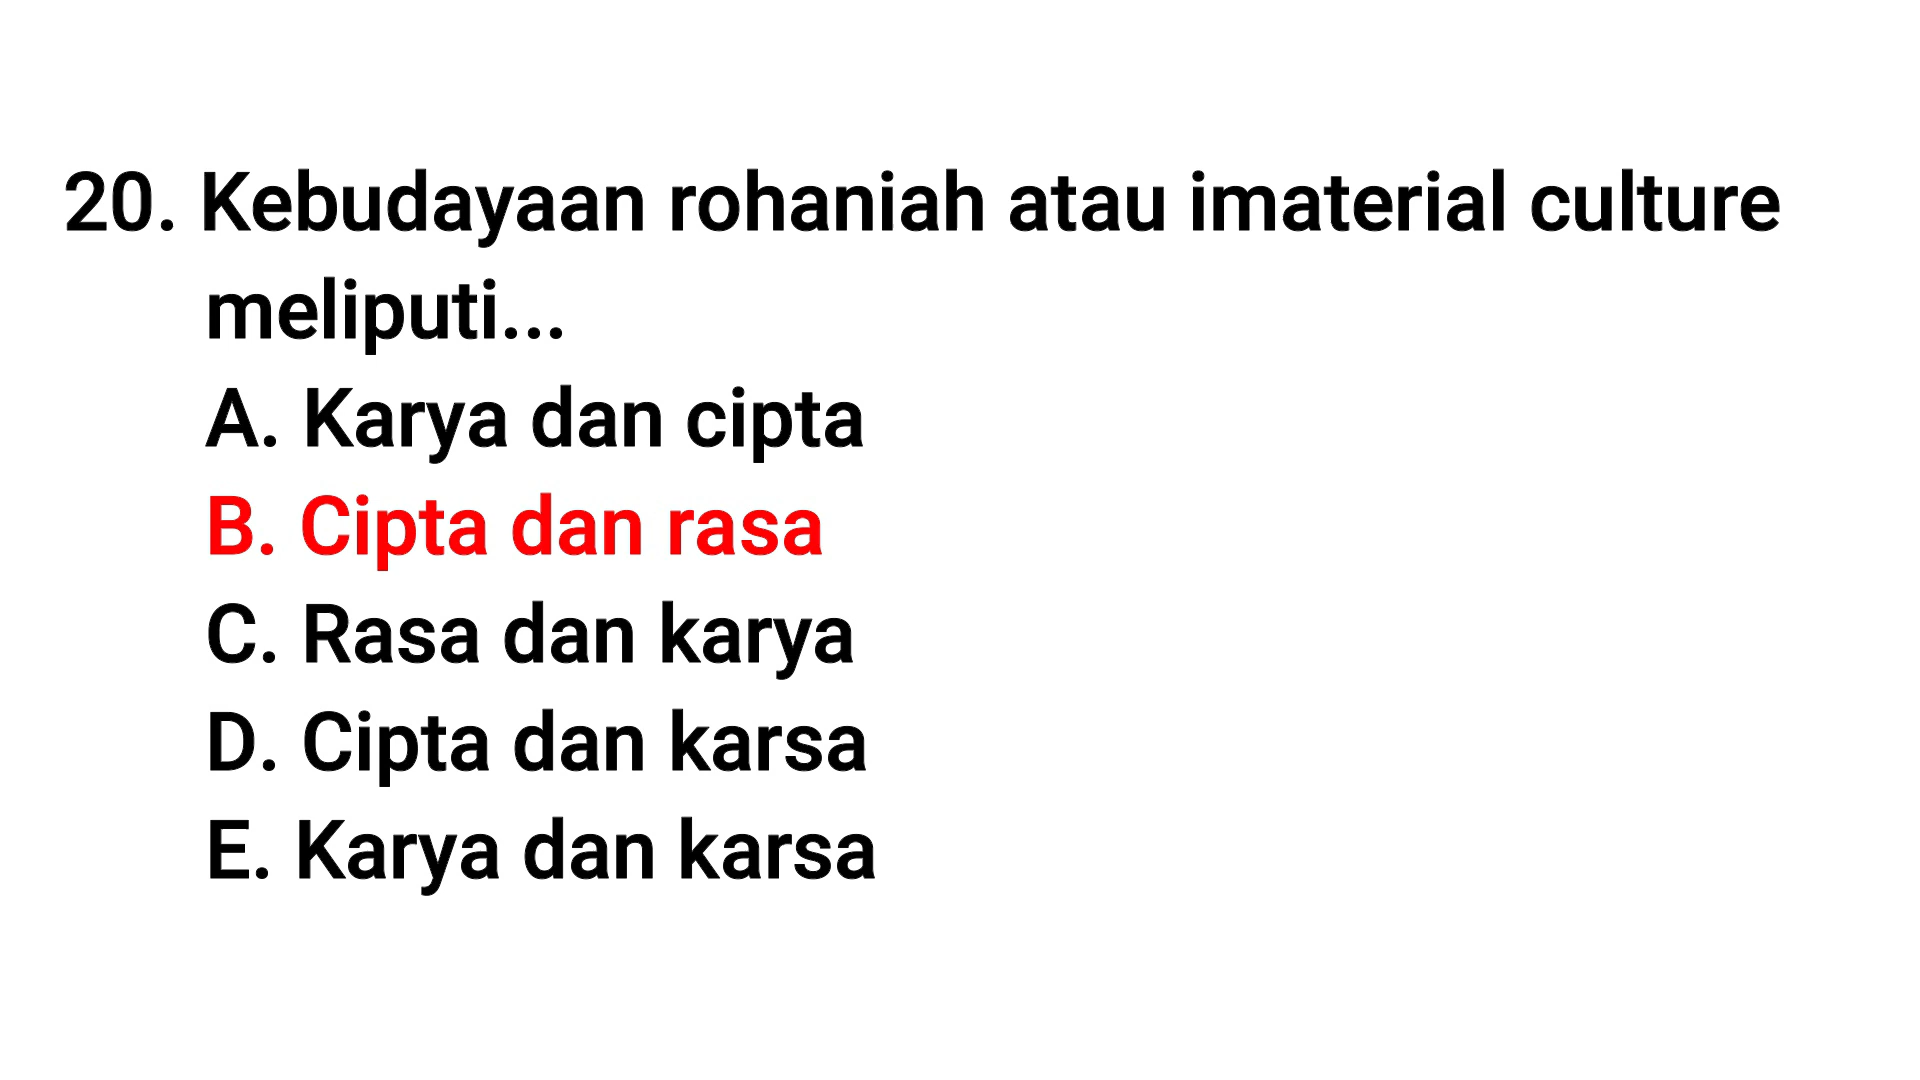 20. Kebudayaan rohaniah atau imaterial culture
meliputi...
A. Karya dan cipta
B. Cipta dan rasa
C. Rasa dan karya
D. Cipta dan karsa
E. Karya dan karsa